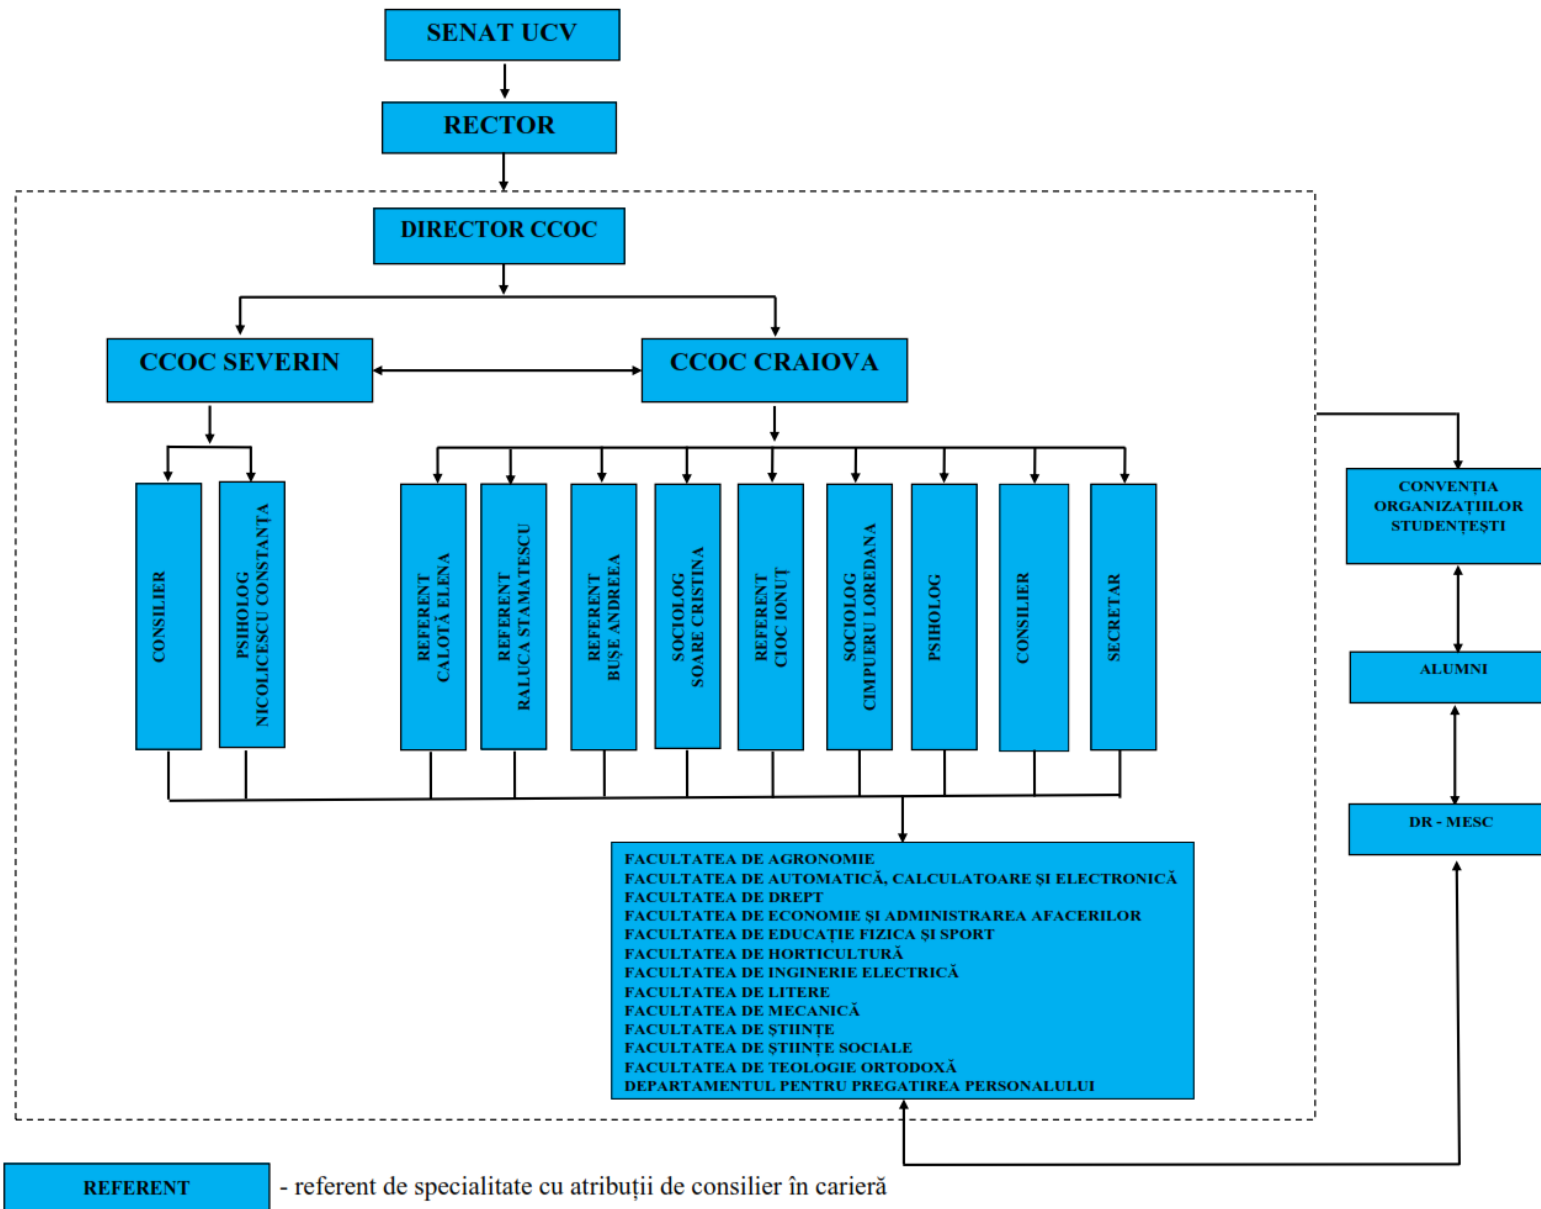 SENAT UCV
RECTOR
DIRECTOR CCOC
CCOC SEVERIN
CCOC CRAIOVA
CONSILIER
PSIHOLOG
NICOLICESCU CONSTANȚA
REFERENT
CALOTĂ ELENA
REFERENT
RALUCA STAMATESCU
REFERENT
BUȘE ANDREEA
SOCIOLOG
SOARE CRISTINA
REFERENT
CIOC IONUȚ
SOCIOLOG
CIMPUERU LOREDANA
PSIHOLOG
CONSILIER
SECRETAR
CONVENȚIA
ORGANIZAȚIILOR
STUDENȚEȘTI
ALUMNI
DR - MESC
FACULTATEA DE AGRONOMIE
FACULTATEA DE AUTOMATICĂ, CALCULATOARE ȘI ELECTRONICĂ
FACULTATEA DE DREPT
FACULTATEA DE ECONOMIE ȘI ADMINISTRAREA AFACERILOR
FACULTATEA DE EDUCAȚIE FIZICA ȘI SPORT
FACULTATEA DE HORTICULTURĂ
FACULTATEA DE INGINERIE ELECTRICĂ
FACULTATEA DE LITERE
FACULTATEA DE MECANICĂ
FACULTATEA DE ȘTIINȚE
FACULTATEA DE ȘTIINȚE SOCIALE
FACULTATEA DE TEOLOGIE ORTODOXĂ
DEPARTAMENTUL PENTRU PREGATIREA PERSONALULUI
REFERENT - referent de specialitate cu atribuții de consilier în carieră